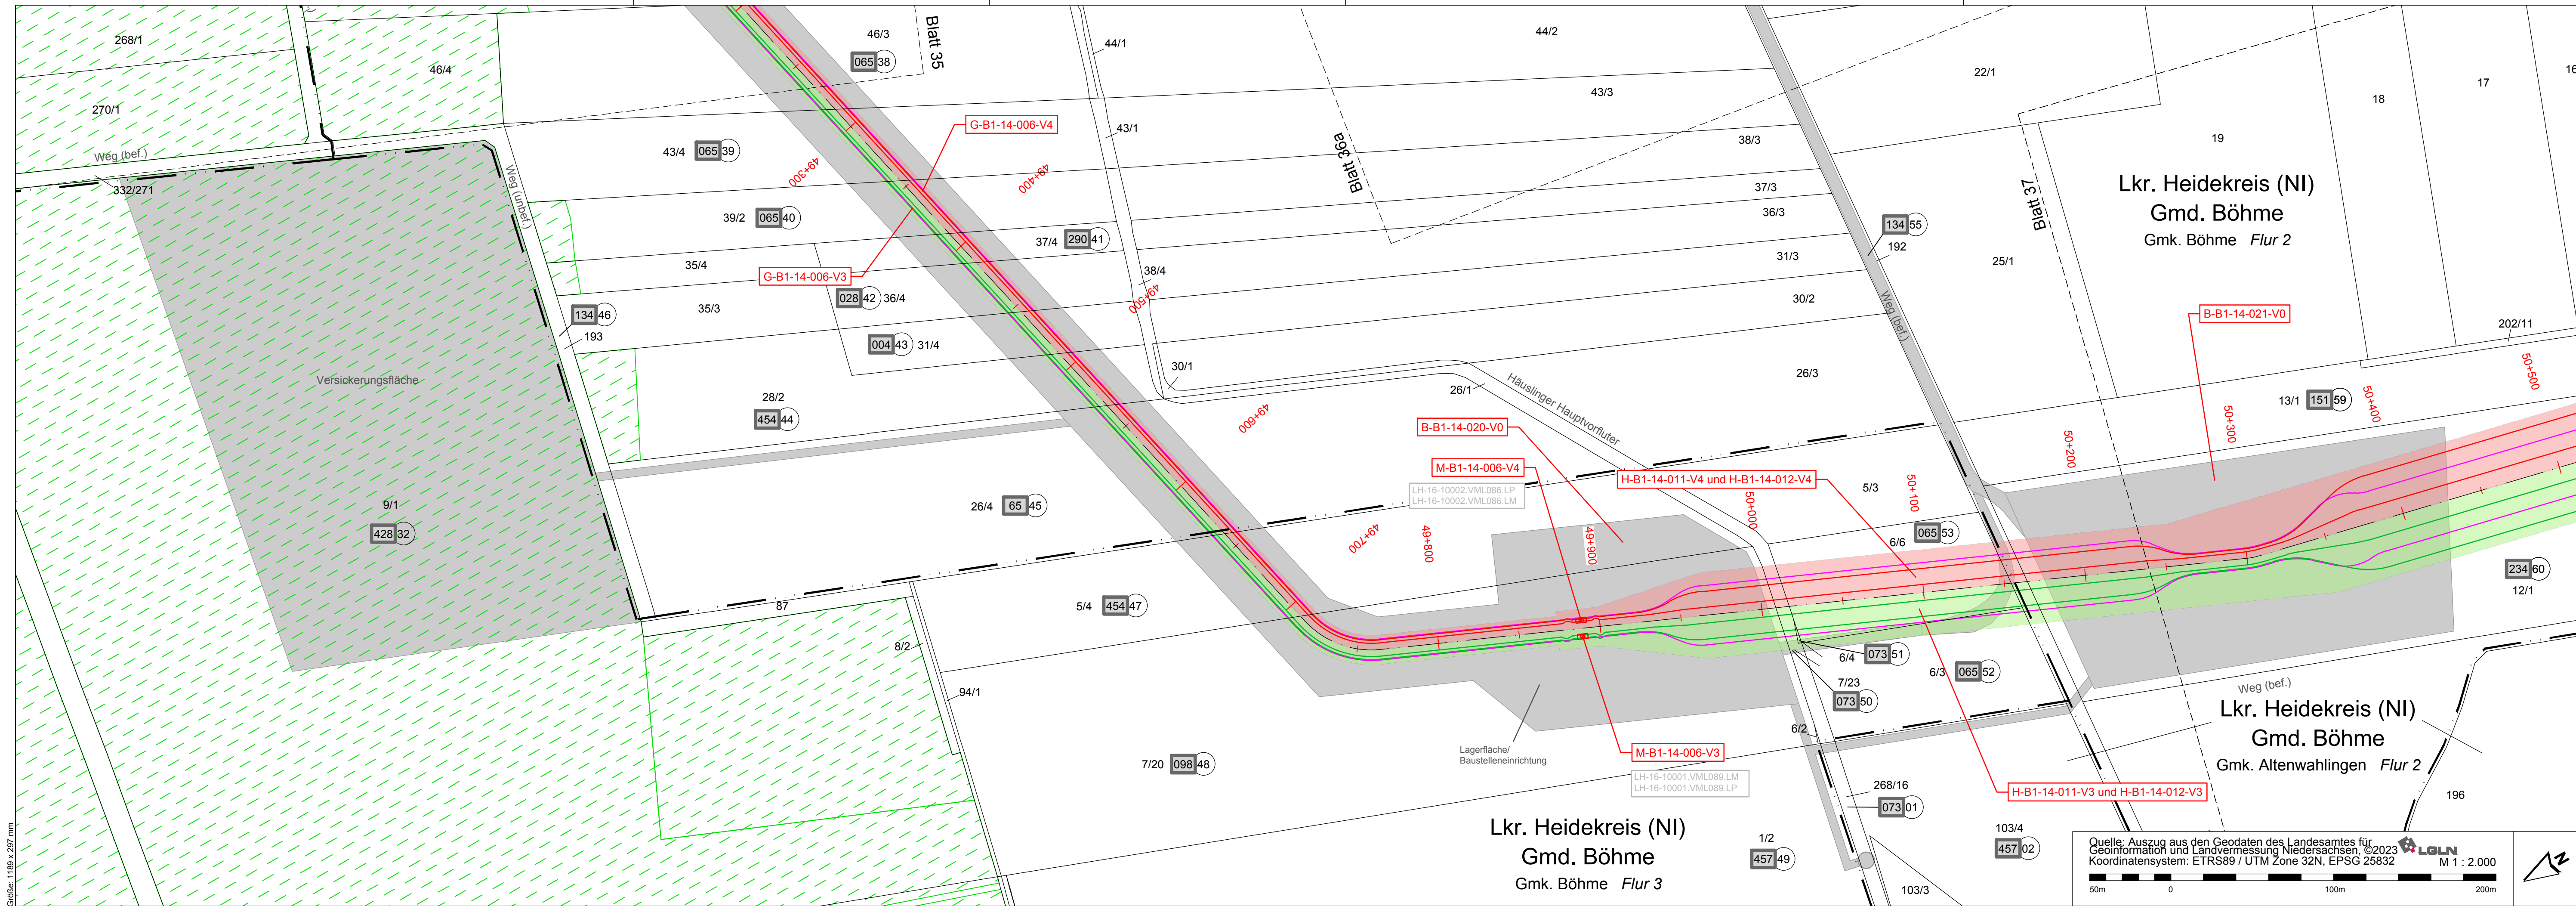 268/1
270/1
46/4
Weg (bef.)
332/271
Weg (unbef.)
46/3
065 38
Blatt 35
44/1
44/2
43/3
43/1
43/4 065 39
39/2 065 40
G-B1-14-006-V4
G-B1-14-006-V3
49+300
49+400
49+500
49+600
49+700
49+800
49+900
50+000
50+100
50+200
50+300
50+400
50+500
37/4 290 41
35/4
35/3
028 42 36/4
004 43 31/4
38/4
30/1
134 46
193
Versickerungsfläche
28/2
454 44
9/1
428 32
26/4 65 45
87
8/2
94/1
5/4 454 47
7/20 098 48
Blatt 36a
38/3
37/3
36/3
31/3
30/2
26/3
26/1
Häuslinger Hauptvorfluter
134 55
192
Weg (bef.)
22/1
25/1
Blatt 37
19
18
17
16
Lkr. Heidekreis (NI)
Gmd. Böhme
Gmk. Böhme Flur 2
202/11
13/1 151 59
B-B1-14-021-V0
B-B1-14-020-V0
M-B1-14-006-V4
LH-16-10002.VML086.LP
LH-16-10002.VML086.LM
H-B1-14-011-V4 und H-B1-14-012-V4
5/3
6/6 065 53
234 60
12/1
6/4 073 51
7/23
073 50
6/3 065 52
6/2
Lagerfläche/
Baustelleneinrichtung
M-B1-14-006-V3
LH-16-10001.VML089.LM
LH-16-10001.VML089.LP
H-B1-14-011-V3 und H-B1-14-012-V3
Weg (bef.)
Lkr. Heidekreis (NI)
Gmd. Böhme
Gmk. Altenwahlingen Flur 2
196
268/16
073 01
Lkr. Heidekreis (NI)
Gmd. Böhme
Gmk. Böhme Flur 3
1/2
457 49
103/4
457 02
103/3
Quelle: Auszug aus den Geodaten des Landesamtes für
Geoinformation und Landvermessung Niedersachsen, ©2023 LGLN
Koordinatensystem: ETRS89 / UTM Zone 32N, EPSG 25832 M 1 : 2.000
50m 0 100m 200m
N
Größe: 1189 x 297 mm